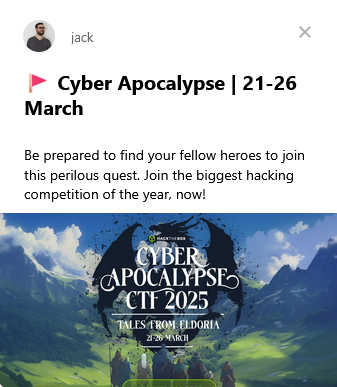 jack
🚩 Cyber Apocalypse | 21-26
March
Be prepared to find your fellow heroes to join
this perilous quest. Join the biggest hacking
competition of the year, now!
HACKTHEBOX
CYBER
APOCALYPSE
CTF 2025
TALES FROM ELDORIA
21-26 MARCH